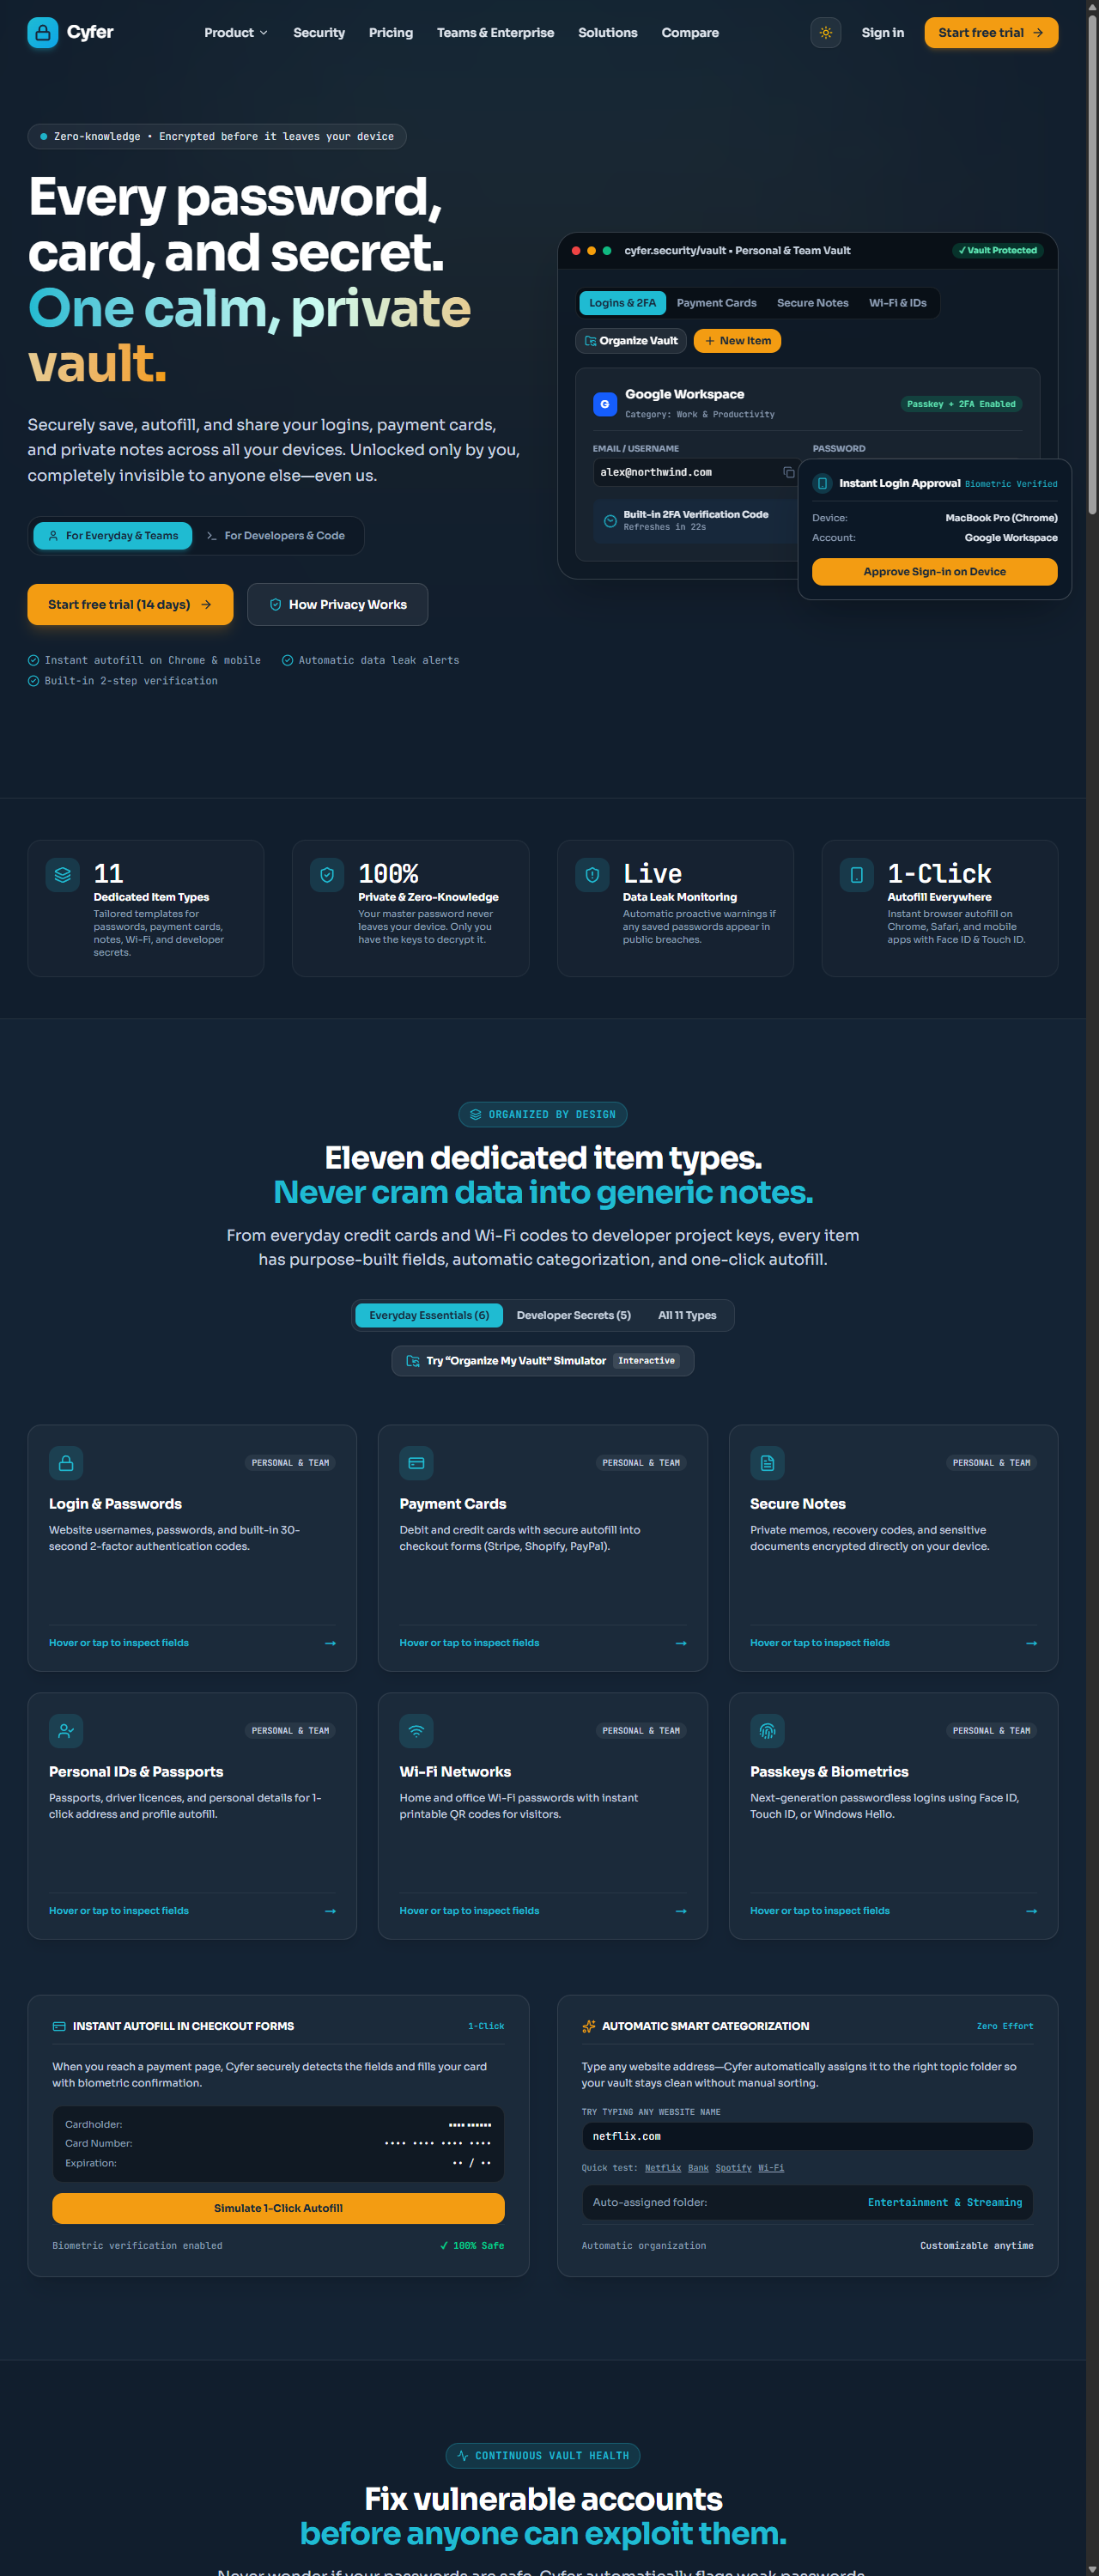 Cyfer
Product
Security
Pricing
Teams & Enterprise
Solutions
Compare
Sign in
Start free trial →
Zero-knowledge • Encrypted before it leaves your device
Every password,
card, and secret.
One calm, private
vault.
Securely save, autofill, and share your logins, payment cards,
and private notes across all your devices. Unlocked only by you,
completely invisible to anyone else—even us.
For Everyday & Teams
For Developers & Code
Start free trial (14 days) →
How Privacy Works
Instant autofill on Chrome & mobile
Automatic data leak alerts
Built-in 2-step verification
cyfer.security/vault • Personal & Team Vault
✓ Vault Protected
Logins & 2FA
Payment Cards
Secure Notes
Wi-Fi & IDs
Organize Vault
+ New Item
G
Google Workspace
Category: Work & Productivity
Passkey + 2FA Enabled
EMAIL / USERNAME
PASSWORD
alex@northwind.com
Built-in 2FA Verification Code
Refreshes in 22s
Instant Login Approval
Biometric Verified
Device:
MacBook Pro (Chrome)
Account:
Google Workspace
Approve Sign-in on Device
11
Dedicated Item Types
Tailored templates for
passwords, payment cards,
notes, Wi-Fi, and developer
secrets.
100%
Private & Zero-Knowledge
Your master password never
leaves your device. Only you
have the keys to decrypt it.
Live
Data Leak Monitoring
Automatic proactive warnings if
any saved passwords appear in
public breaches.
1-Click
Autofill Everywhere
Instant browser autofill on
Chrome, Safari, and mobile
apps with Face ID & Touch ID.
ORGANIZED BY DESIGN
Eleven dedicated item types.
Never cram data into generic notes.
From everyday credit cards and Wi-Fi codes to developer project keys, every item
has purpose-built fields, automatic categorization, and one-click autofill.
Everyday Essentials (6)
Developer Secrets (5)
All 11 Types
Try “Organize My Vault” Simulator
Interactive
PERSONAL & TEAM
Login & Passwords
Website usernames, passwords, and built-in 30-
second 2-factor authentication codes.
Hover or tap to inspect fields →
PERSONAL & TEAM
Payment Cards
Debit and credit cards with secure autofill into
checkout forms (Stripe, Shopify, PayPal).
Hover or tap to inspect fields →
PERSONAL & TEAM
Secure Notes
Private memos, recovery codes, and sensitive
documents encrypted directly on your device.
Hover or tap to inspect fields →
PERSONAL & TEAM
Personal IDs & Passports
Passports, driver licences, and personal details for 1-
click address and profile autofill.
Hover or tap to inspect fields →
PERSONAL & TEAM
Wi-Fi Networks
Home and office Wi-Fi passwords with instant
printable QR codes for visitors.
Hover or tap to inspect fields →
PERSONAL & TEAM
Passkeys & Biometrics
Next-generation passwordless logins using Face ID,
Touch ID, or Windows Hello.
Hover or tap to inspect fields →
INSTANT AUTOFILL IN CHECKOUT FORMS
1-Click
When you reach a payment page, Cyfer securely detects the fields and fills your card
with biometric confirmation.
Cardholder:
•••• ••••••
Card Number:
•••• •••• •••• ••••
Expiration:
•• / ••
Simulate 1-Click Autofill
Biometric verification enabled
✓ 100% Safe
AUTOMATIC SMART CATEGORIZATION
Zero Effort
Type any website address—Cyfer automatically assigns it to the right topic folder so
your vault stays clean without manual sorting.
TRY TYPING ANY WEBSITE NAME
netflix.com
Quick test: Netflix Bank Spotify Wi-Fi
Auto-assigned folder:
Entertainment & Streaming
Automatic organization
Customizable anytime
CONTINUOUS VAULT HEALTH
Fix vulnerable accounts
before anyone can exploit them.
Never wonder if your passwords are safe. Cyfer automatically flags weak passwords,